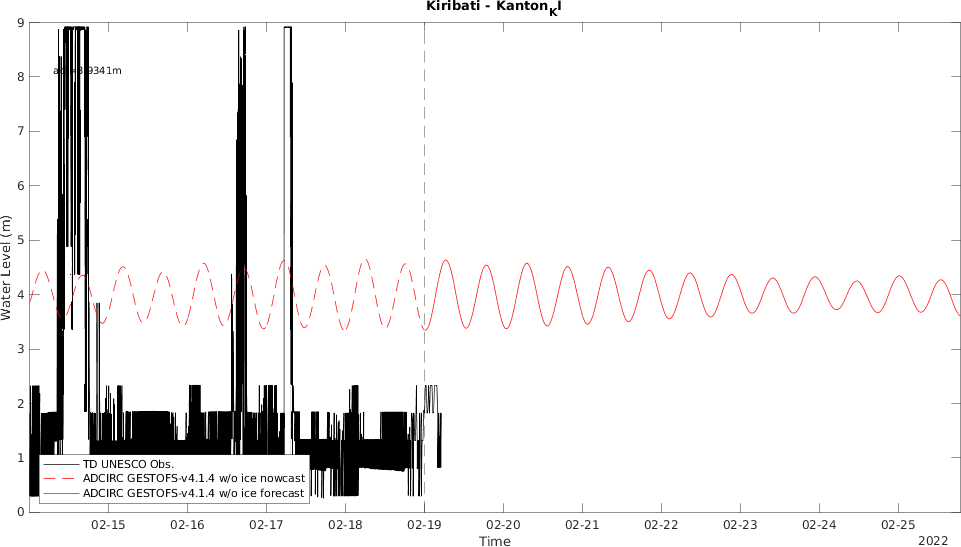 Kiribati - Kanton_KI
9
8
7
6
5
4
3
2
1
0
Water Level (m)
TD UNESCO Obs.
ADCIRC GESTOFS-v4.1.4 w/o ice nowcast
ADCIRC GESTOFS-v4.1.4 w/o ice forecast
02-15 02-16 02-17 02-18 02-19 02-20 02-21 02-22 02-23 02-24 02-25
Time
2022